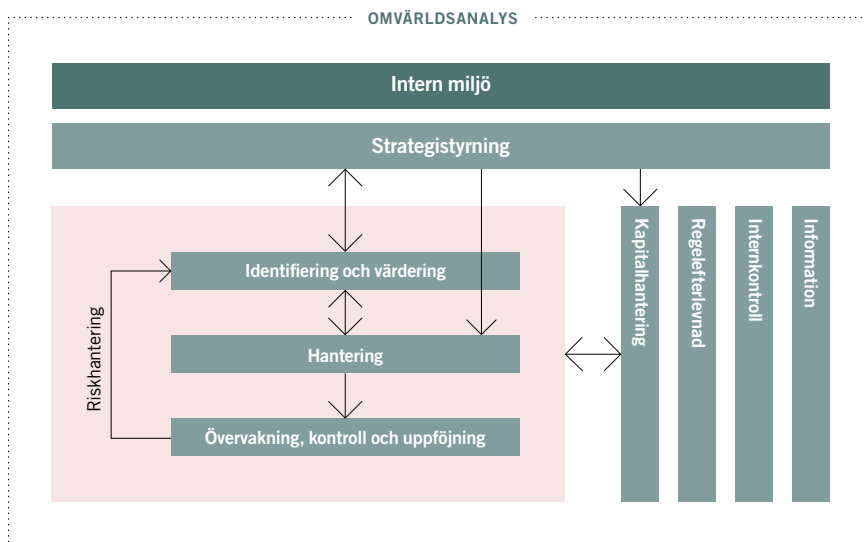 OMVÄRLDSANALYS
Intern miljö
Strategistyrning
Identifiering och värdering
Hantering
Övervakning, kontroll och uppföjning
Riskhantering
Kapitalhantering
Regelefterlevnad
Internkontroll
Information